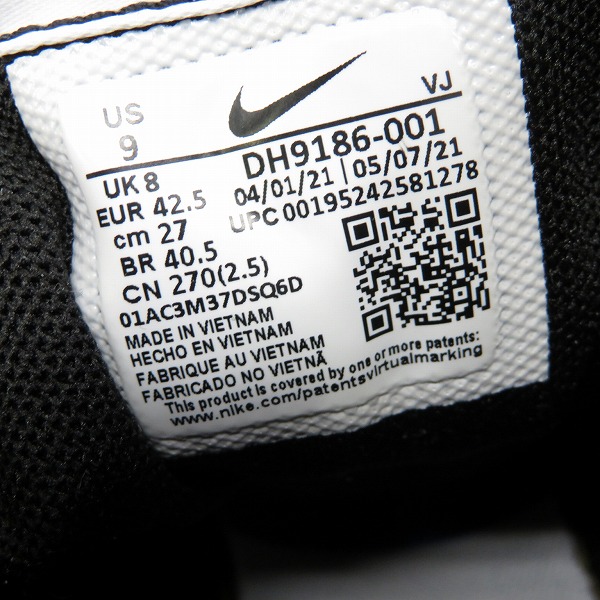 VJ
US
9
UK 8
EUR 42.5
cm 27
BR 40.5
CN 270(2.5)
01AC3M37DSQ6D
DH9186-001
04/01/21 | 05/07/21
UPC 00195242581278
MADE IN VIETNAM
HECHO EN VIETNAM
FABRIQUE AU VIETNAM
FABRICADO NO VIETNÃ
This product is covered by one or more patents:
www.nike.com/patentsvirtualmarking